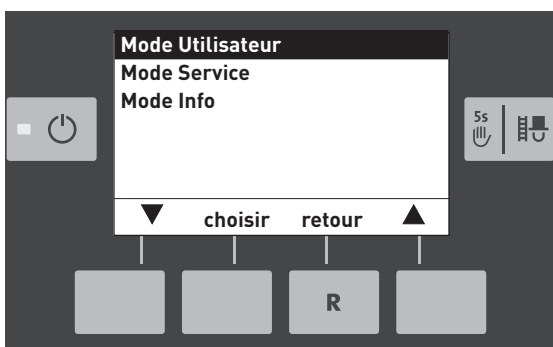 Mode Utilisateur
Mode Service
Mode Info
5s
choisir retour
R